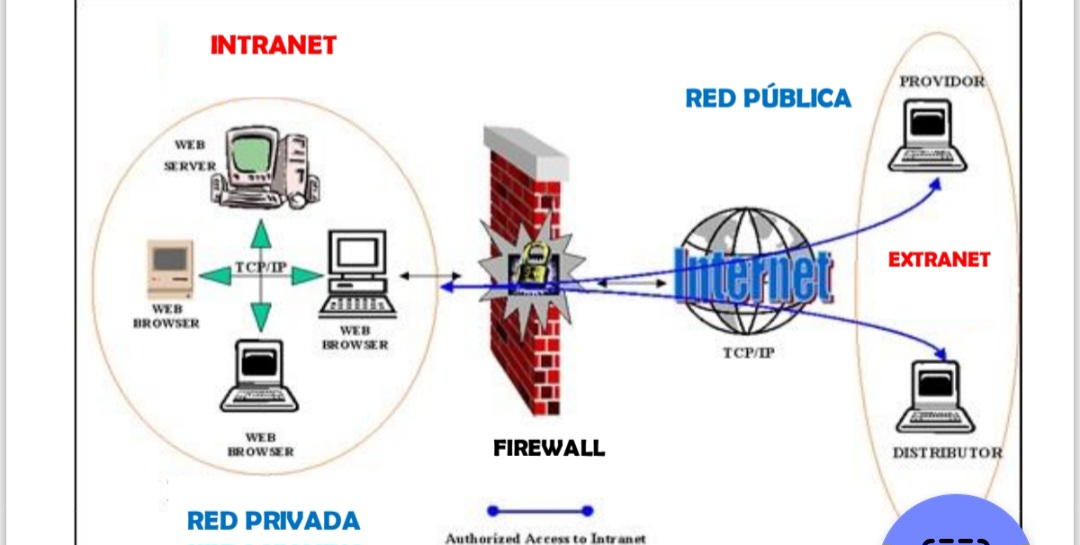 INTRANET
RED PÚBLICA
PROVIDOR
WEB
SERVER
TCP/IP
WEB
BROWSER
WEB
BROWSER
WEB
BROWSER
FIREWALL
Internet
TCP/IP
EXTRANET
DISTRIBUTOR
RED PRIVADA
Authorized Access to Intranet